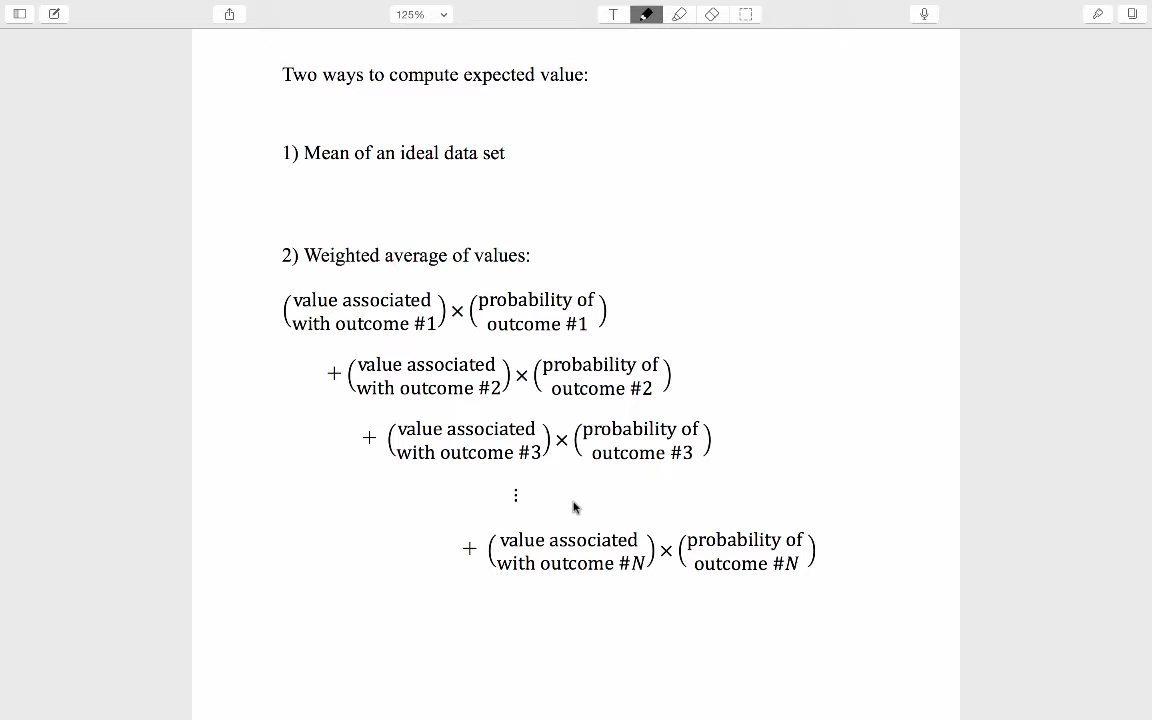 125%
T
Two ways to compute expected value:
1) Mean of an ideal data set
2) Weighted average of values:
(value associated with outcome #1) × (probability of outcome #1)
+ (value associated with outcome #2) × (probability of outcome #2)
+ (value associated with outcome #3) × (probability of outcome #3)
⋮
+ (value associated with outcome #N) × (probability of outcome #N)